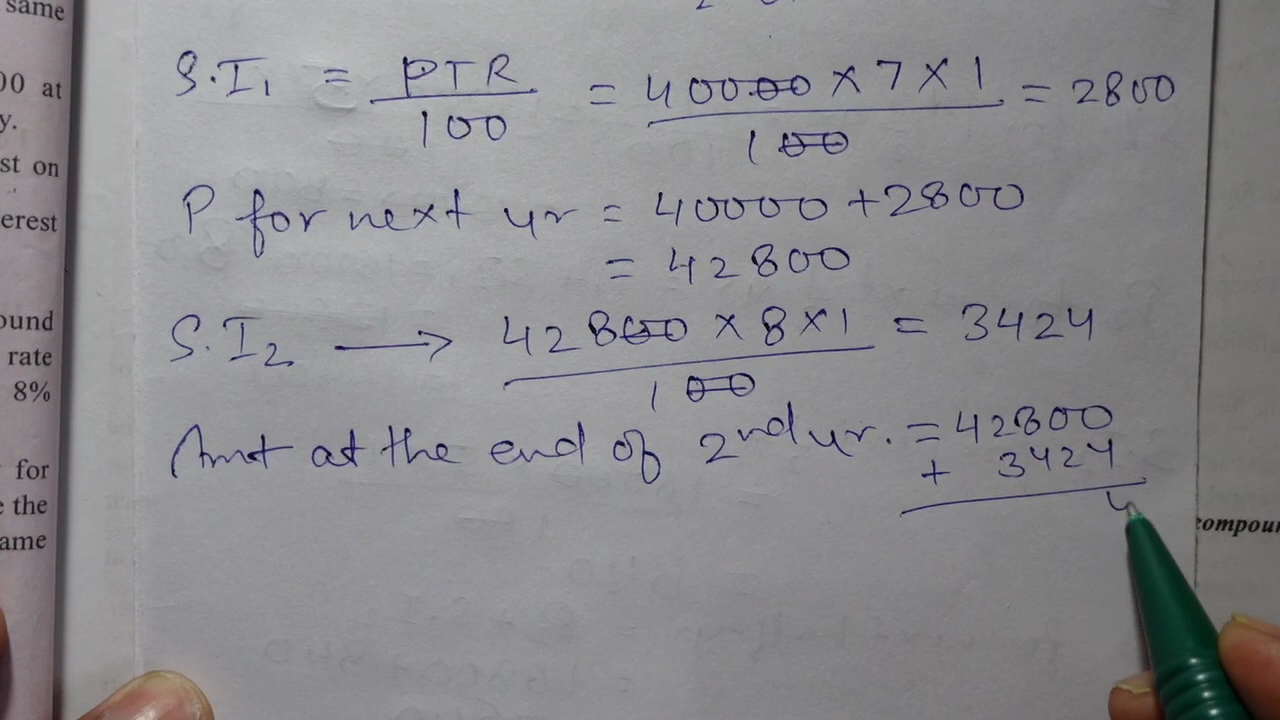 same
00 at
y.
st on
erest
ound
rate
8%
for
e the
ame
S.I₁ = PTR/100 = 40000 × 7 × 1/100 = 2800
P for next yr = 40000 + 2800
= 42800
S.I₂ → 42800 × 8 × 1/100 = 3424
Amt at the end of 2nd yr. = 42800
+ 3424
4
compoun